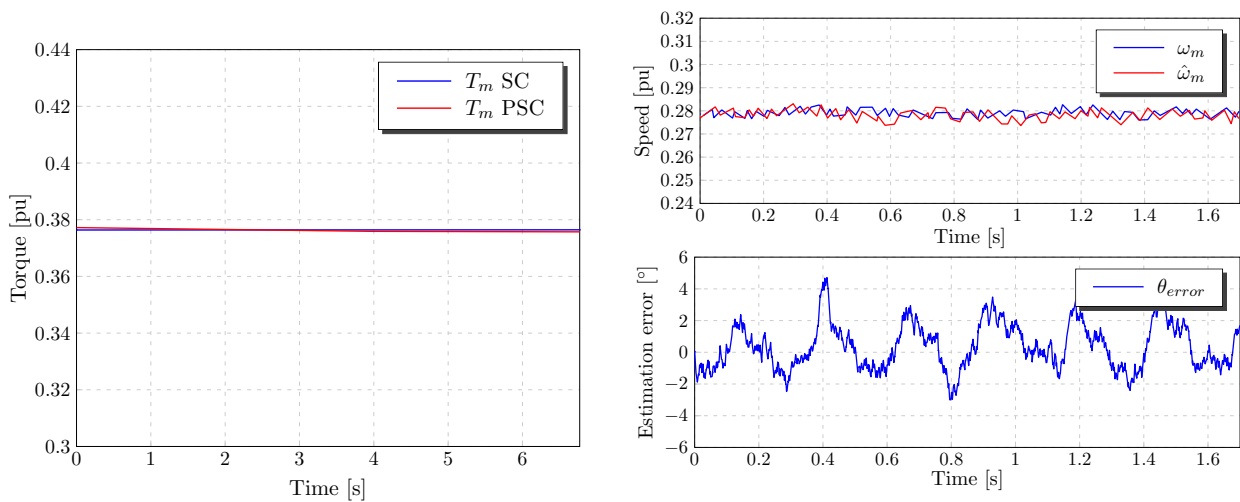 0.44
0.42
0.4
0.38
0.36
0.34
0.32
0.3
Torque [pu]
T_m SC
T_m PSC
0 1 2 3 4 5 6
Time [s]
0.32
0.31
0.3
0.29
0.28
0.27
0.26
0.25
0.24
Speed [pu]
ω_m
ω̂_m
0 0.2 0.4 0.6 0.8 1 1.2 1.4 1.6
Time [s]
6
4
2
0
−2
−4
−6
Estimation error [°]
θ_error
0 0.2 0.4 0.6 0.8 1 1.2 1.4 1.6
Time [s]